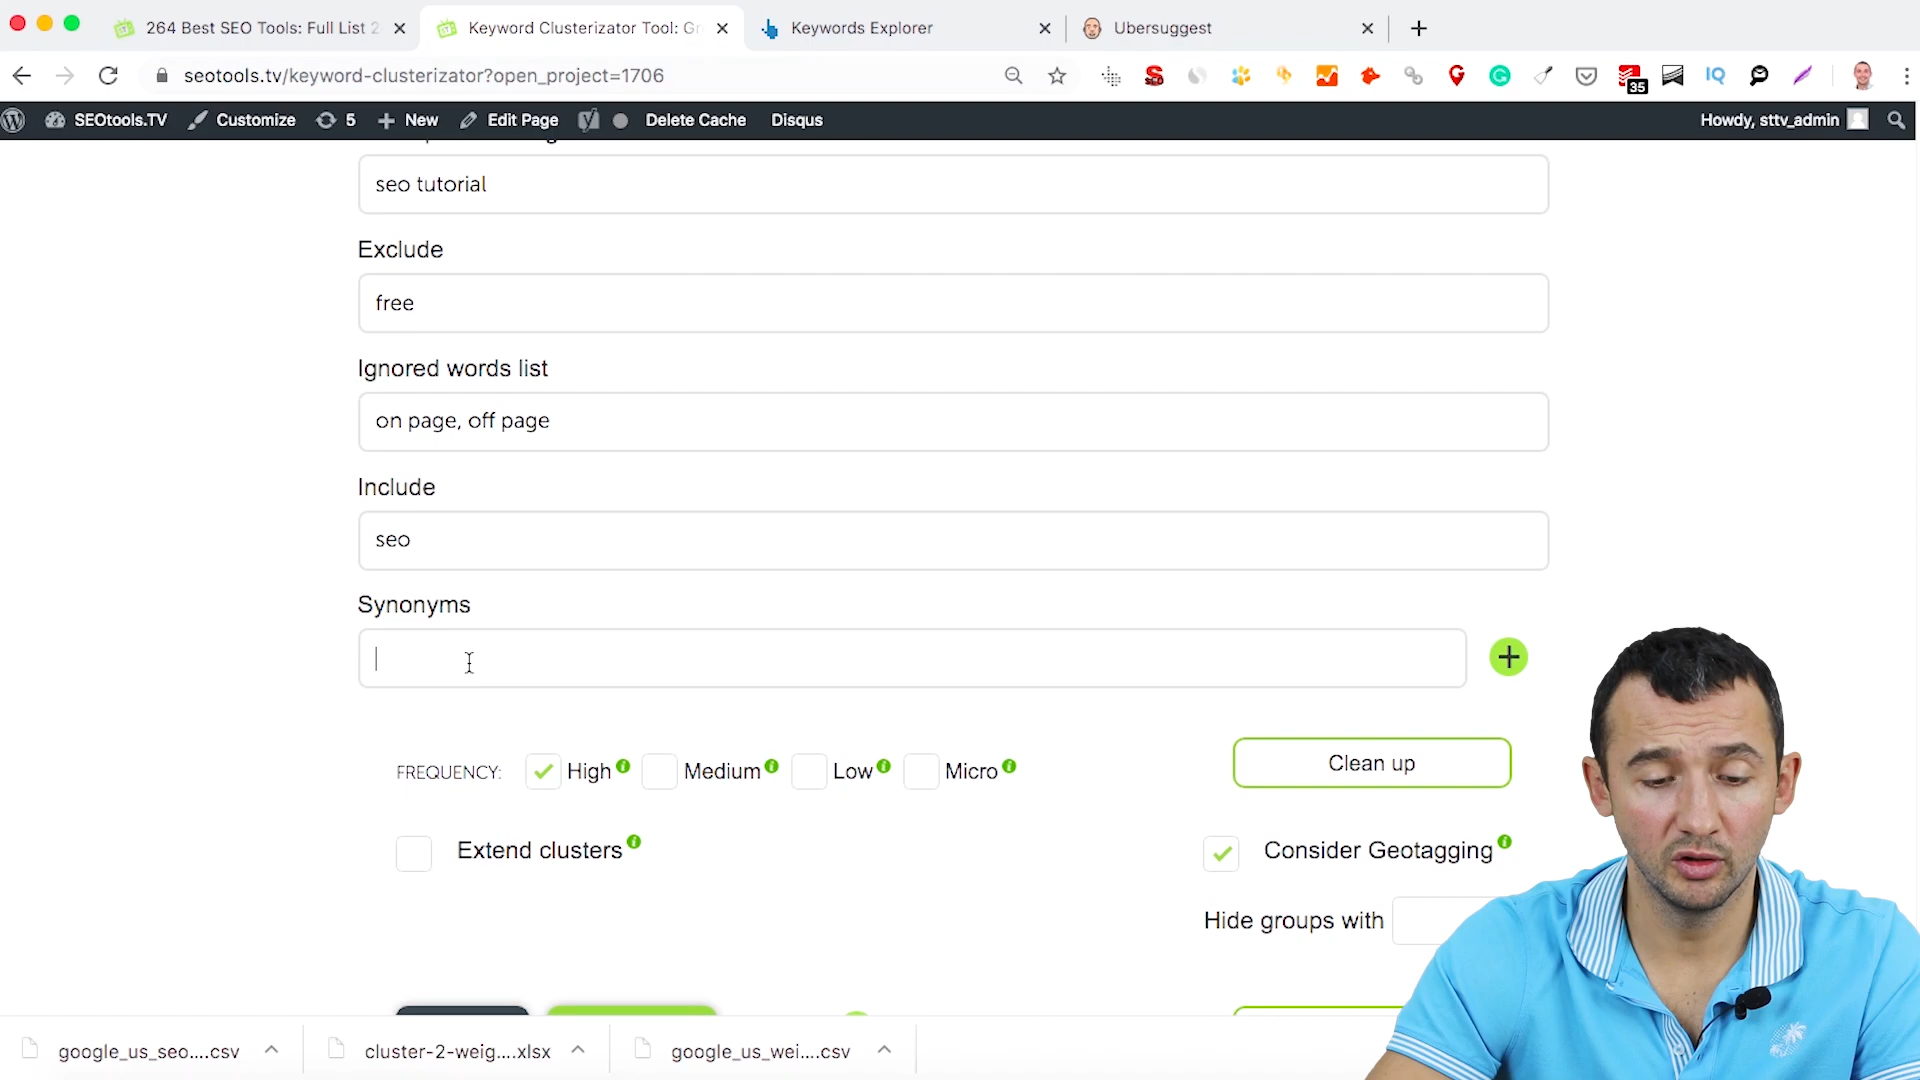 264 Best SEO Tools: Full List 2
Keyword Clusterizator Tool: Gr
Keywords Explorer
Ubersuggest
seotools.tv/keyword-clusterizator?open_project=1706
35
IQ
SEOtools.TV
Customize
5
New
Edit Page
Delete Cache
Disqus
Howdy, sttv_admin
seo tutorial
Exclude
free
Ignored words list
on page, off page
Include
seo
Synonyms
FREQUENCY:
High
Medium
Low
Micro
Clean up
Extend clusters
Consider Geotagging
Hide groups with
google_us_seo....csv
cluster-2-weig....xlsx
google_us_wei....csv